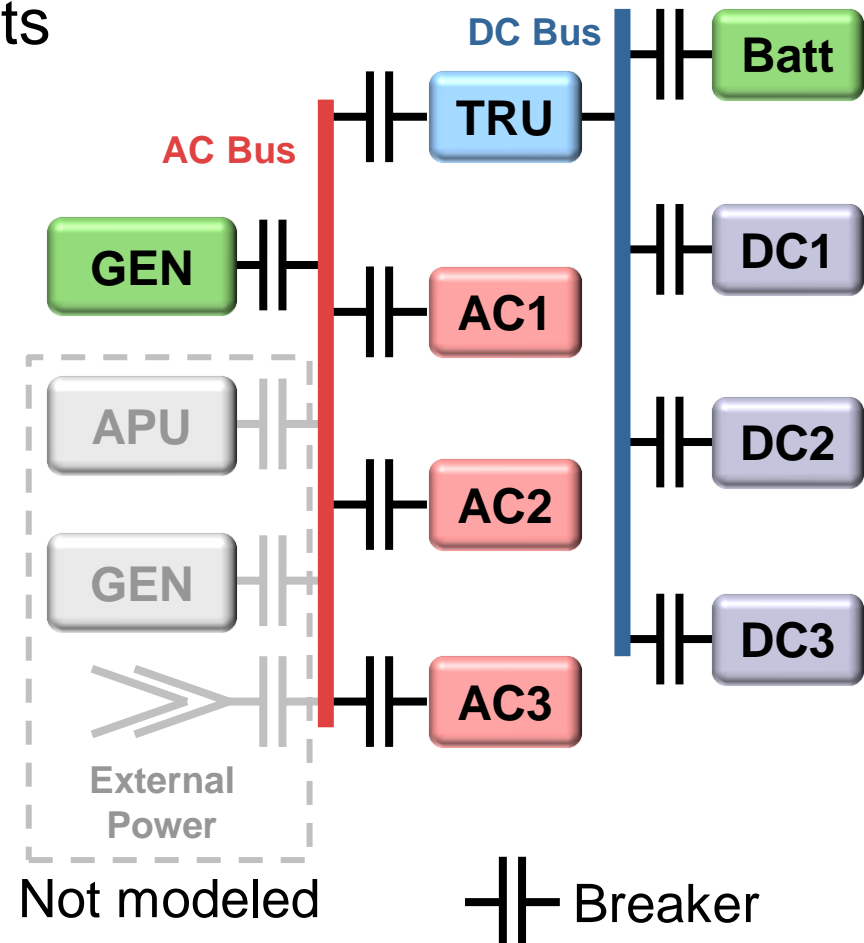 ts
DC Bus
Batt
TRU
AC Bus
DC1
GEN
AC1
APU
DC2
AC2
GEN
DC3
AC3
External
Power
Not modeled
Breaker